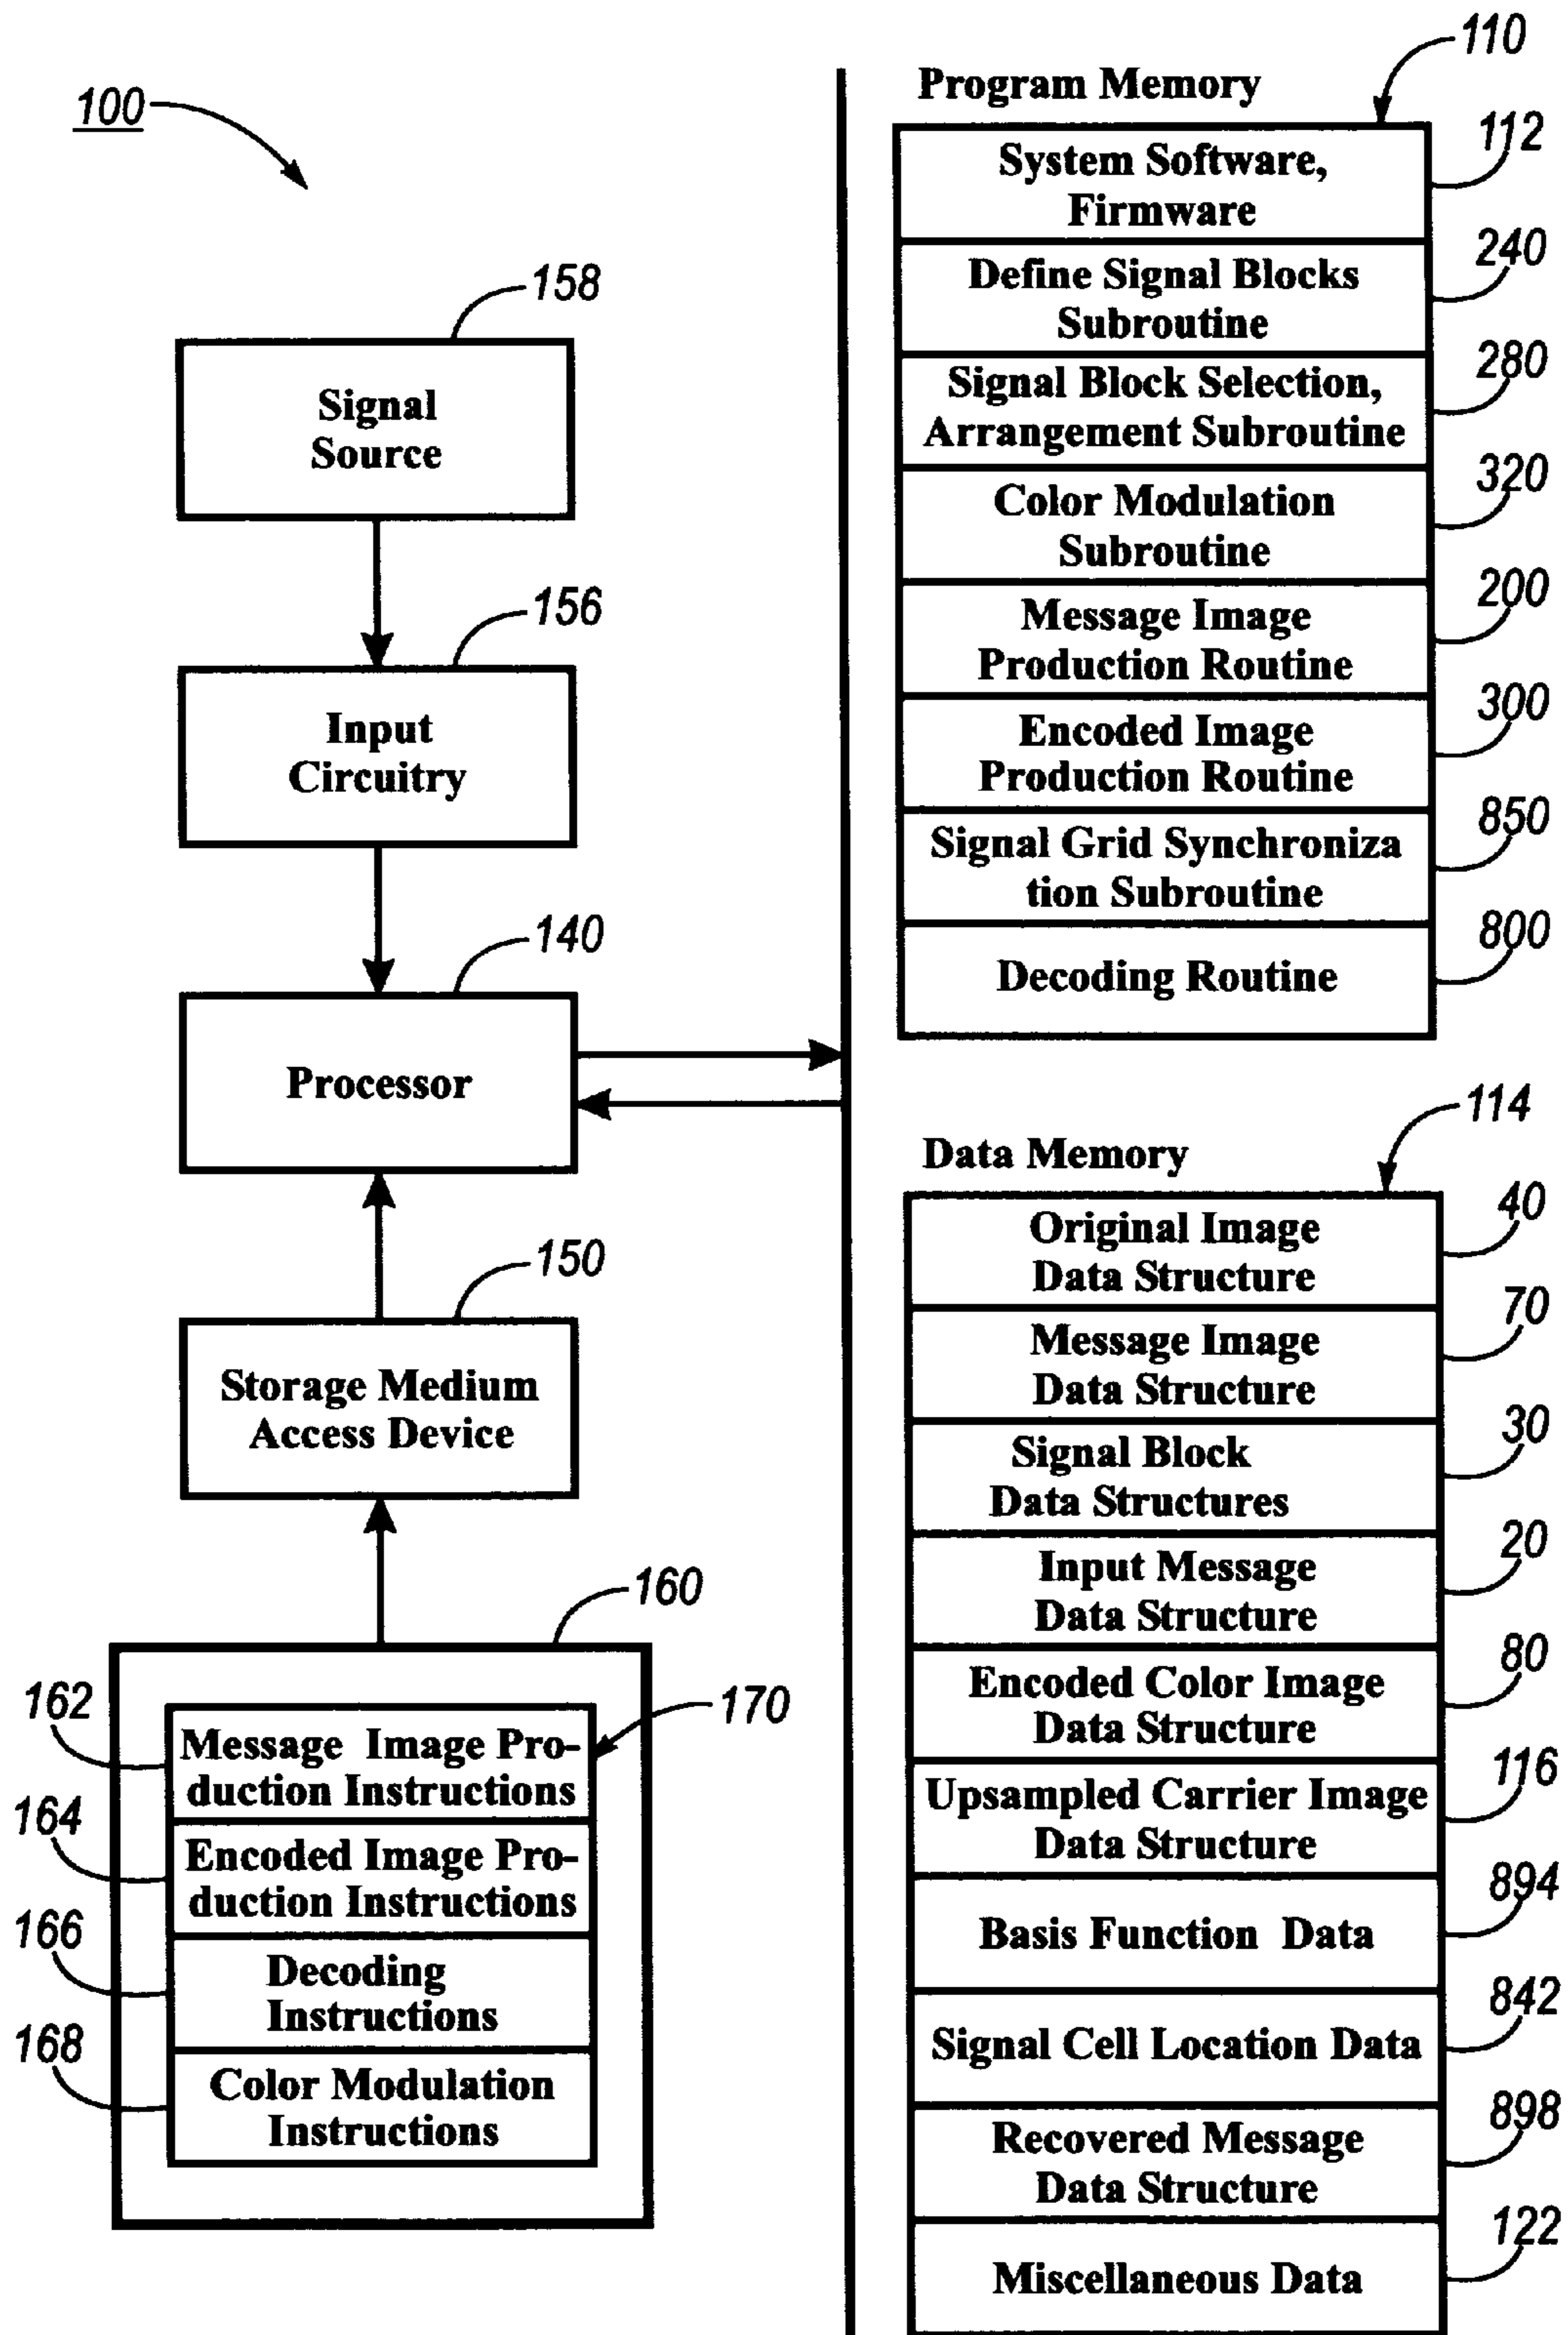 100
158
Signal
Source
156
Input
Circuitry
140
Processor
150
Storage Medium
Access Device
160
170
162
Message Image Pro-
duction Instructions
164
Encoded Image Pro-
duction Instructions
166
Decoding
Instructions
168
Color Modulation
Instructions
110
Program Memory
112
System Software,
Firmware
240
Define Signal Blocks
Subroutine
280
Signal Block Selection,
Arrangement Subroutine
320
Color Modulation
Subroutine
200
Message Image
Production Routine
300
Encoded Image
Production Routine
850
Signal Grid Synchroniza
tion Subroutine
800
Decoding Routine
114
Data Memory
40
Original Image
Data Structure
70
Message Image
Data Structure
30
Signal Block
Data Structures
20
Input Message
Data Structure
80
Encoded Color Image
Data Structure
116
Upsampled Carrier Image
Data Structure
894
Basis Function Data
842
Signal Cell Location Data
898
Recovered Message
Data Structure
122
Miscellaneous Data